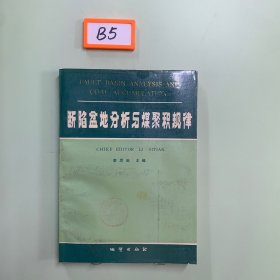 B5
FAULT BASIN ANALYSIS AND
COAL ACCUMULATION
断陷盆地分析与煤聚积规律
CHIEF EDITOR LI SITIAN
李思田 主编
地质出版社